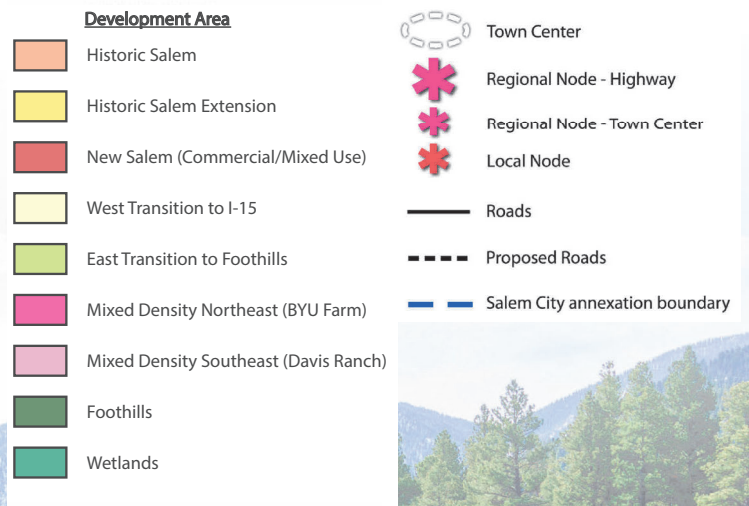 Development Area
Historic Salem
Historic Salem Extension
New Salem (Commercial/Mixed Use)
West Transition to I-15
East Transition to Foothills
Mixed Density Northeast (BYU Farm)
Mixed Density Southeast (Davis Ranch)
Foothills
Wetlands
Town Center
Regional Node - Highway
Regional Node - Town Center
Local Node
Roads
Proposed Roads
Salem City annexation boundary